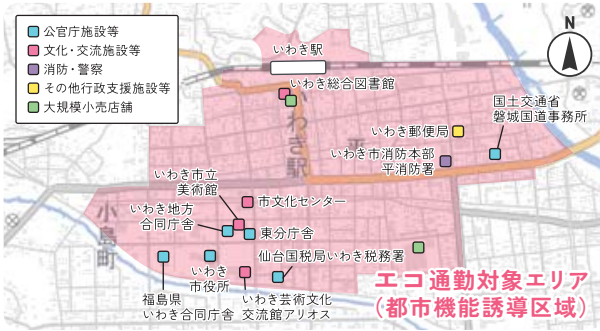 公官庁施設等
文化・交流施設等
消防・警察
その他行政支援施設等
大規模小売店舗
N
いわき駅
いわき総合図書館
国土交通省
磐城国道事務所
いわき郵便局
いわき市消防本部
平消防署
いわき駅
平
いわき市立
美術館
市文化センター
いわき地方
合同庁舎
東分庁舎
小島町
仙台国税局いわき税務署
いわき
市役所
福島県
いわき合同庁舎
いわき芸術文化
交流館アリオス
エコ通勤対象エリア
（都市機能誘導区域）